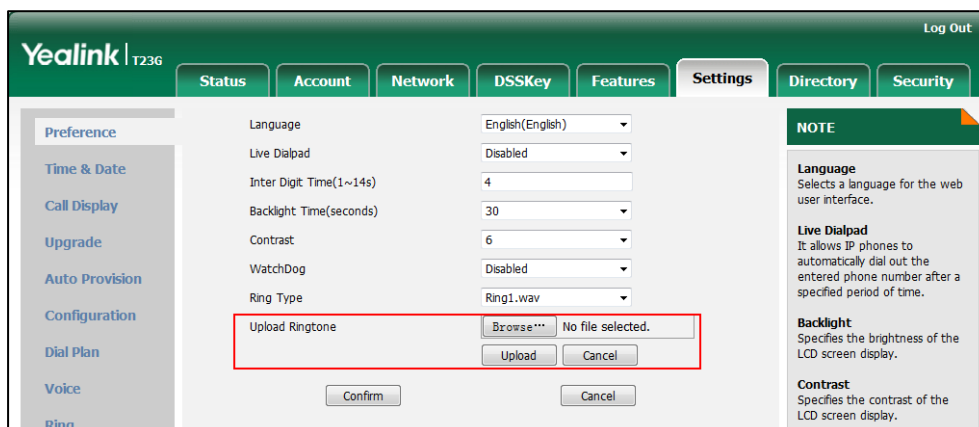 Log Out
Yealink T23G
Status Account Network DSSKey Features Settings Directory Security
Preference
Time & Date
Call Display
Upgrade
Auto Provision
Configuration
Dial Plan
Voice
Ring
Language English(English)
Live Dialpad Disabled
Inter Digit Time(1~14s) 4
Backlight Time(seconds) 30
Contrast 6
WatchDog Disabled
Ring Type Ring1.wav
Upload Ringtone Browse··· No file selected.
Upload Cancel
Confirm Cancel
NOTE
Language
Selects a language for the web
user interface.
Live Dialpad
It allows IP phones to
automatically dial out the
entered phone number after a
specified period of time.
Backlight
Specifies the brightness of the
LCD screen display.
Contrast
Specifies the contrast of the
LCD screen display.